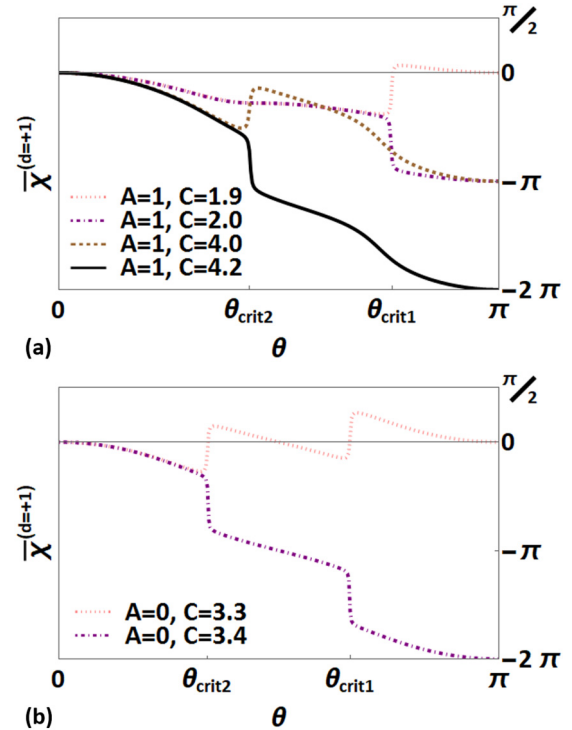 π/2
0
-π
-2 π
χ̅(d=+1)
A=1, C=1.9
A=1, C=2.0
A=1, C=4.0
A=1, C=4.2
0 θcrit2 θcrit1 π
(a) θ
π/2
0
-π
-2 π
χ̅(d=+1)
A=0, C=3.3
A=0, C=3.4
0 θcrit2 θcrit1 π
(b) θ